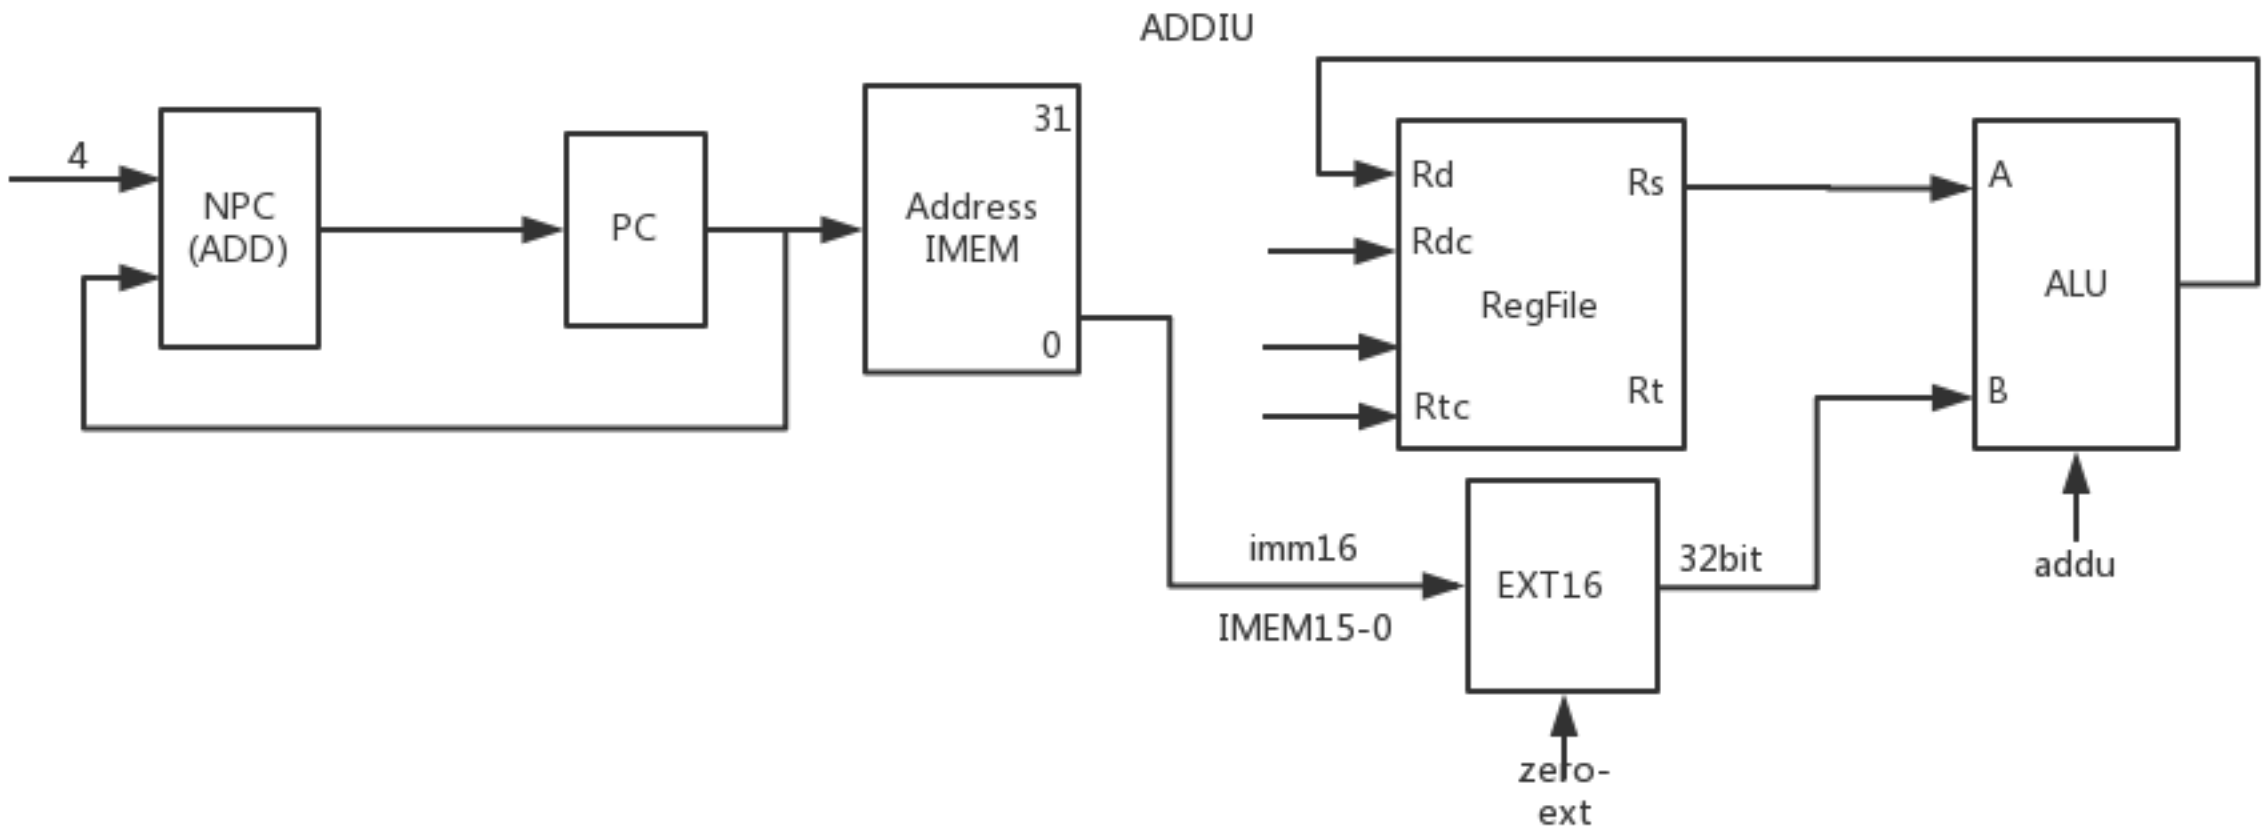 ADDIU
4
NPC
(ADD)
PC
31
Address
IMEM
0
Rd
Rs
Rdc
RegFile
Rt
Rtc
A
ALU
B
addu
imm16
IMEM15-0
EXT16
32bit
zero-
ext